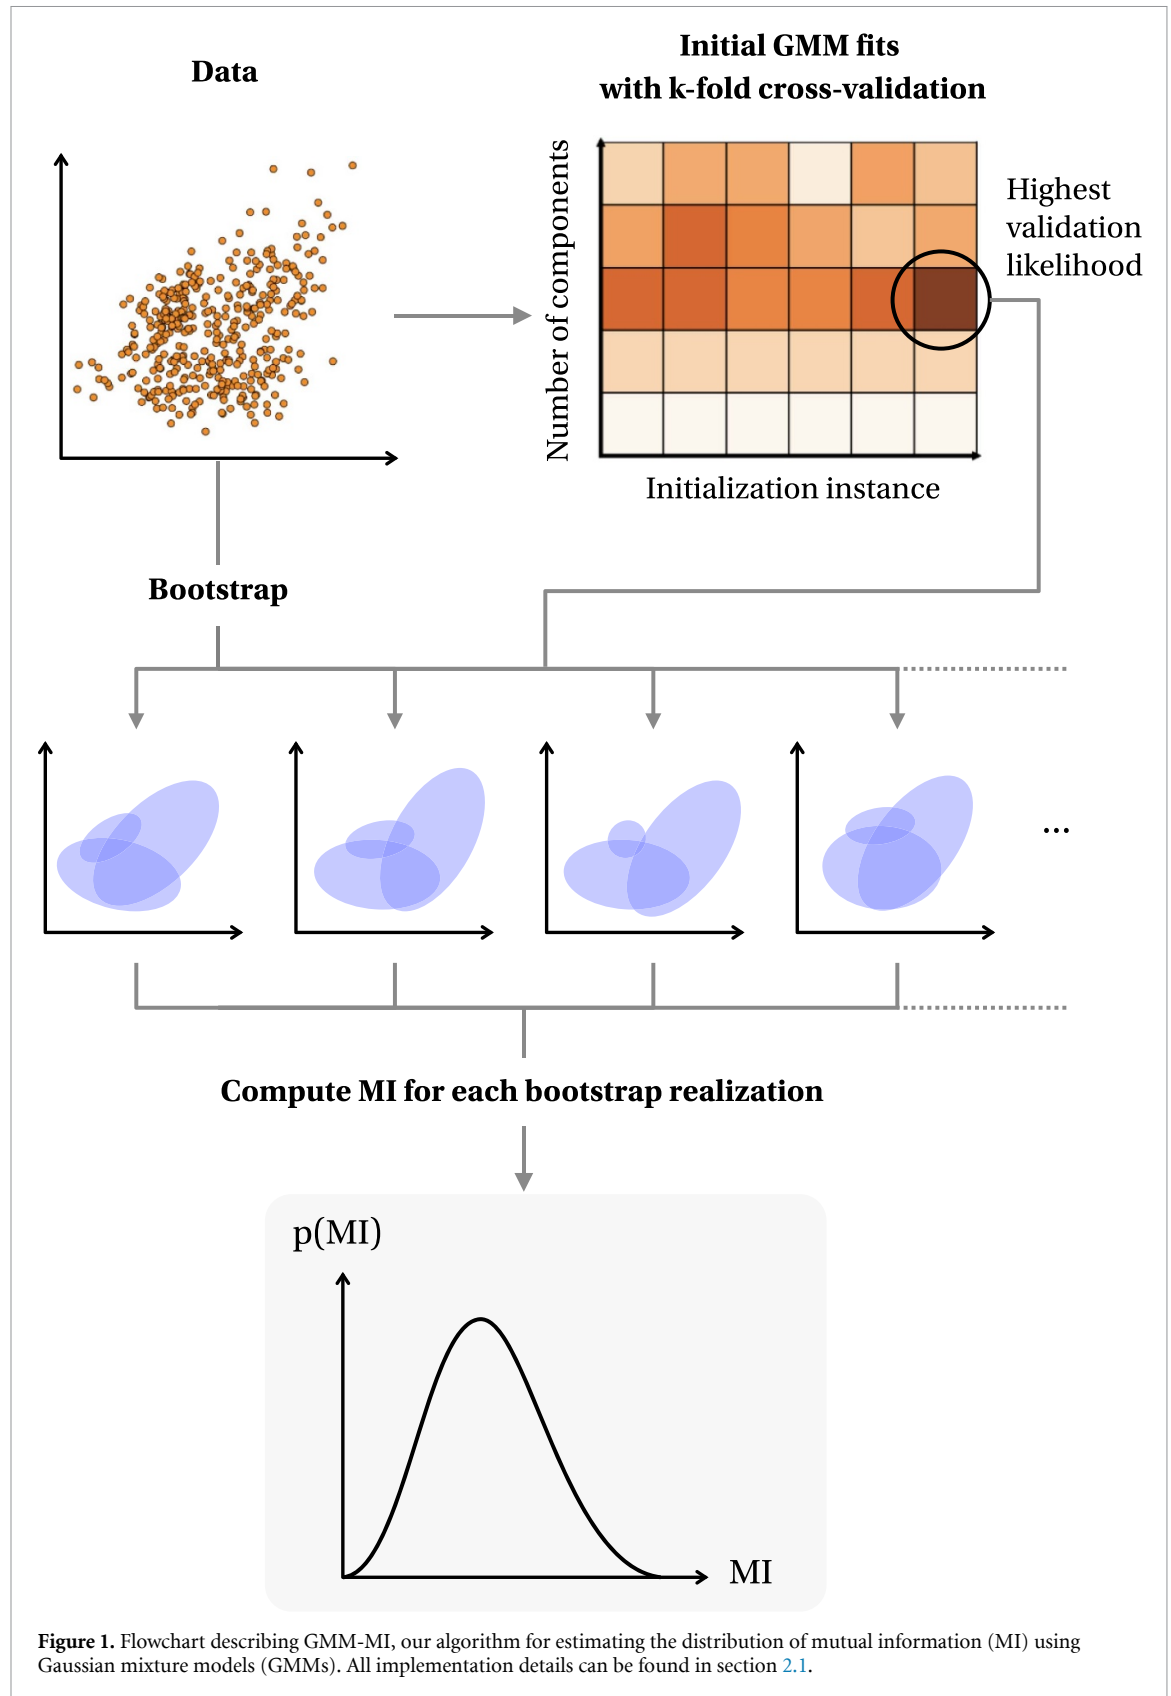 Data
Initial GMM fits
with k-fold cross-validation
Number of components
Highest
validation
likelihood
Initialization instance
Bootstrap
...
Compute MI for each bootstrap realization
p(MI)
MI
Figure 1. Flowchart describing GMM-MI, our algorithm for estimating the distribution of mutual information (MI) using
Gaussian mixture models (GMMs). All implementation details can be found in section 2.1.